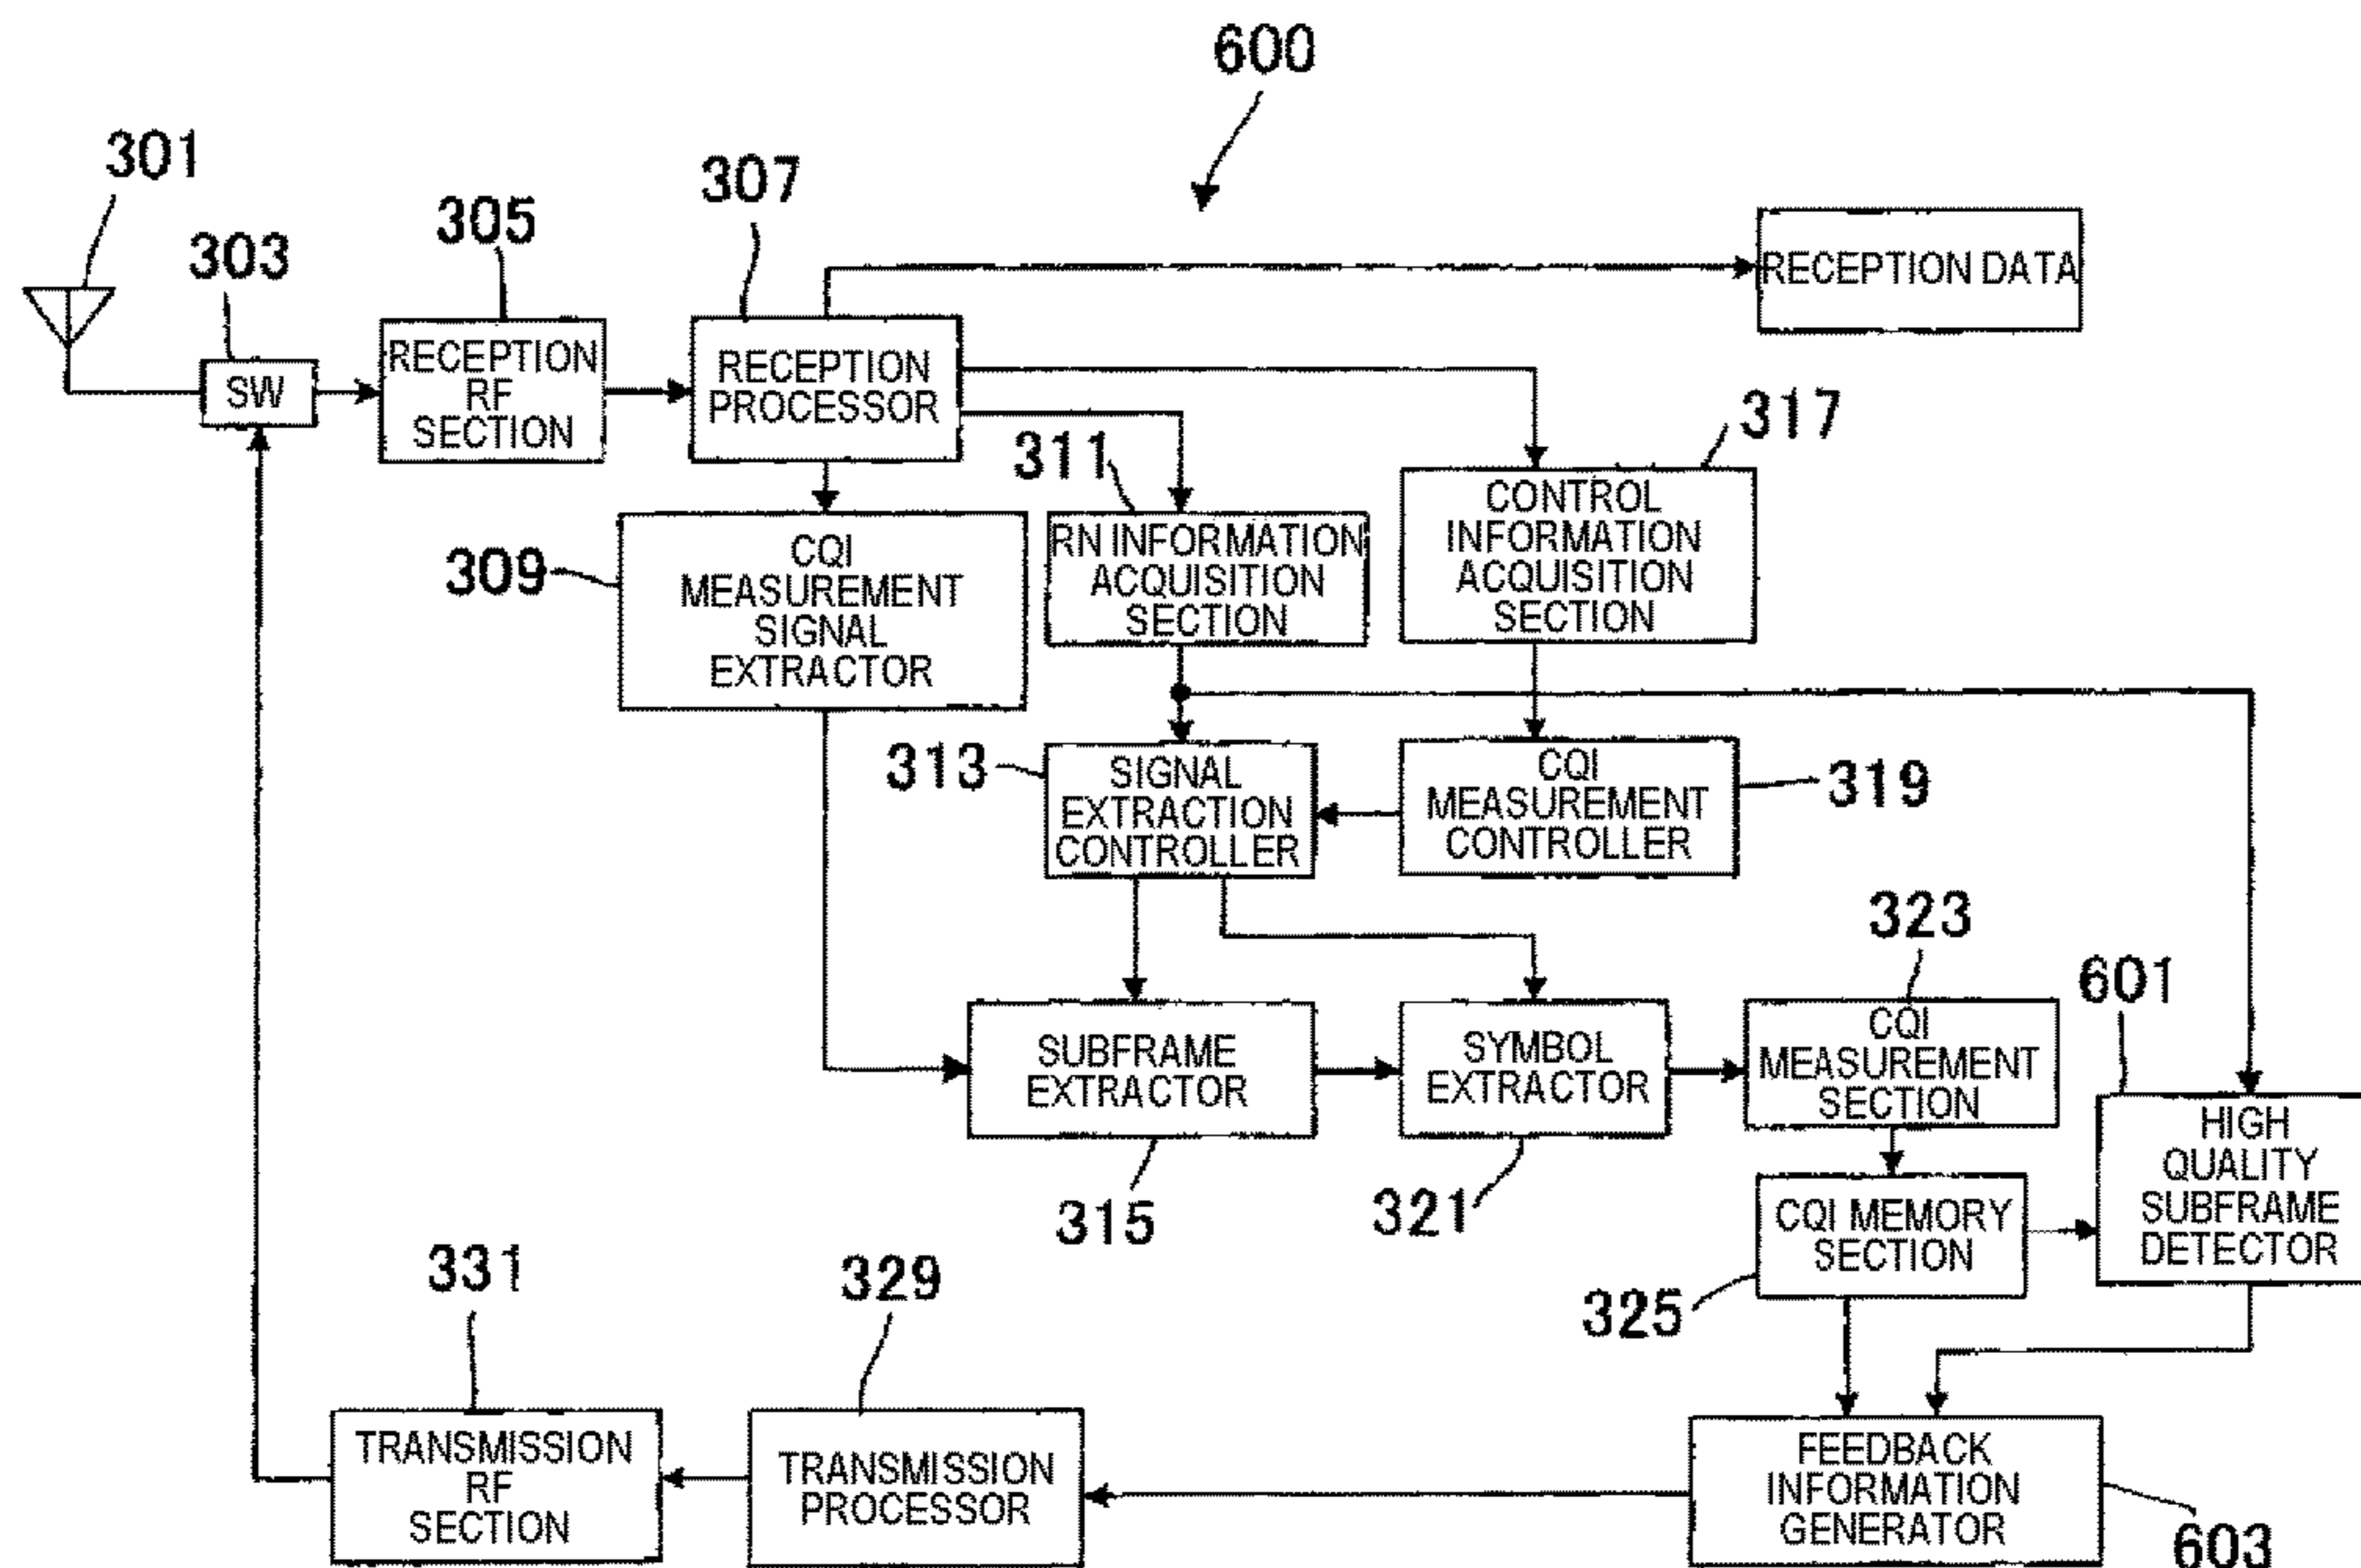 600
301
303
305
307
RECEPTION DATA
SW
RECEPTION
RF
SECTION
RECEPTION
PROCESSOR
311
317
309
CQI
MEASUREMENT
SIGNAL
EXTRACTOR
RN INFORMATION
ACQUISITION
SECTION
CONTROL
INFORMATION
ACQUISITION
SECTION
313
SIGNAL
EXTRACTION
CONTROLLER
CQI
MEASUREMENT
CONTROLLER
319
323
601
SUBFRAME
EXTRACTOR
SYMBOL
EXTRACTOR
CQI
MEASUREMENT
SECTION
HIGH
QUALITY
SUBFRAME
DETECTOR
315
321
CQI MEMORY
SECTION
325
331
329
TRANSMISSION
RF
SECTION
TRANSMISSION
PROCESSOR
FEEDBACK
INFORMATION
GENERATOR
603